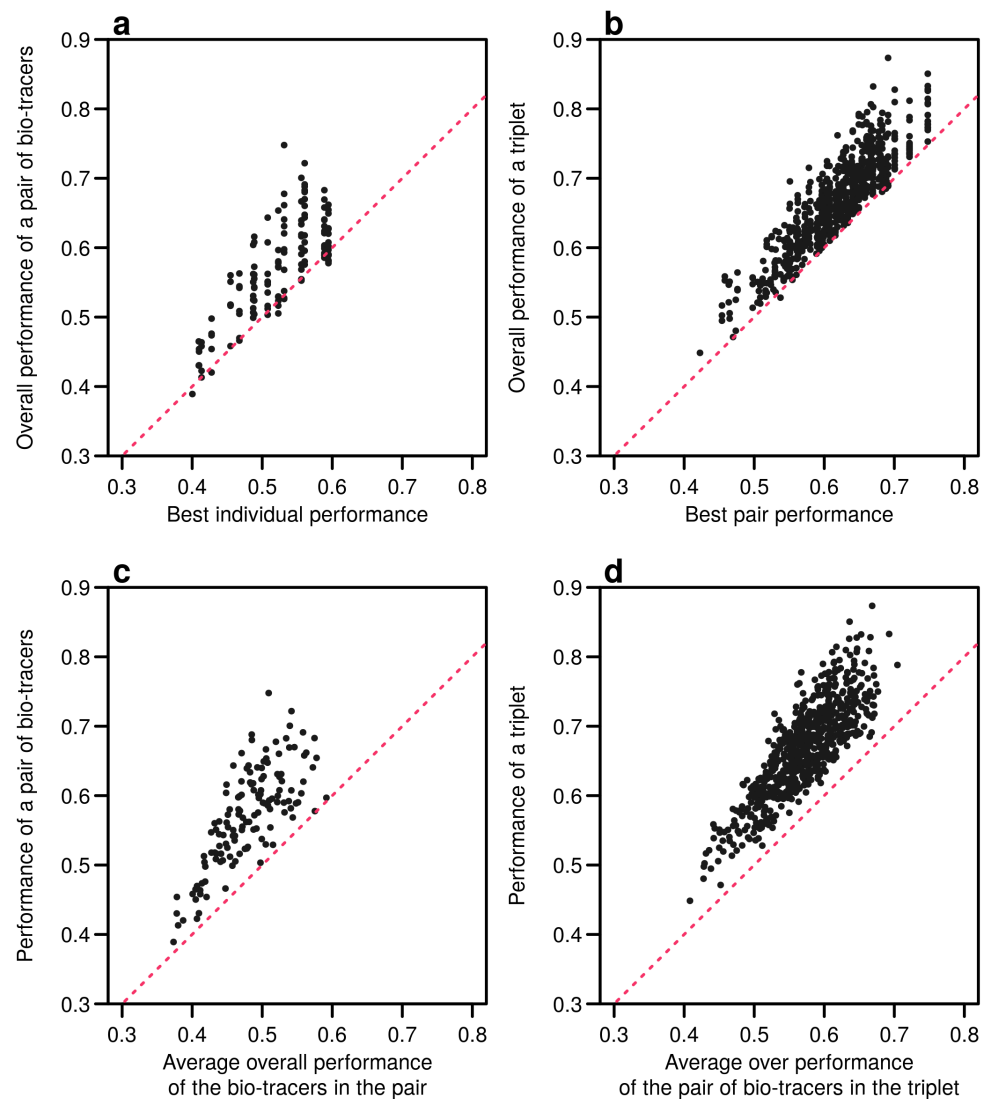 a
Overall performance of a pair of bio-tracers
0.9
0.8
0.7
0.6
0.5
0.4
0.3
0.3 0.4 0.5 0.6 0.7 0.8
Best individual performance
b
Overall performance of a triplet
0.9
0.8
0.7
0.6
0.5
0.4
0.3
0.3 0.4 0.5 0.6 0.7 0.8
Best pair performance
c
Performance of a pair of bio-tracers
0.9
0.8
0.7
0.6
0.5
0.4
0.3
0.3 0.4 0.5 0.6 0.7 0.8
Average overall performance
of the bio-tracers in the pair
d
Performance of a triplet
0.9
0.8
0.7
0.6
0.5
0.4
0.3
0.3 0.4 0.5 0.6 0.7 0.8
Average over performance
of the pair of bio-tracers in the triplet